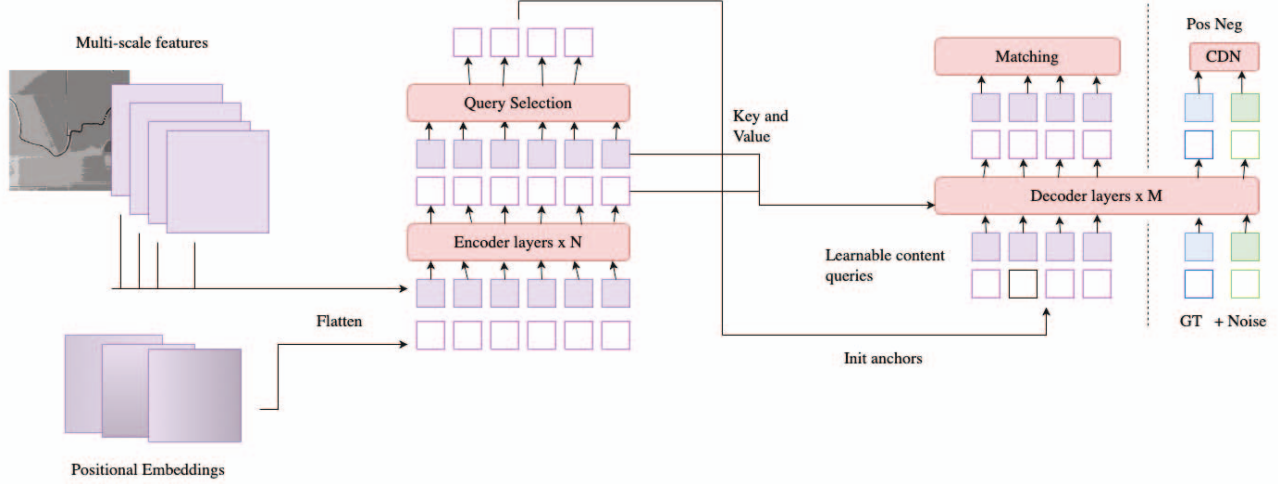 Multi-scale features
Query Selection
Encoder layers x N
Flatten
Positional Embeddings
Key and
Value
Matching
Decoder layers x M
Learnable content
queries
Init anchors
Pos Neg
CDN
GT + Noise